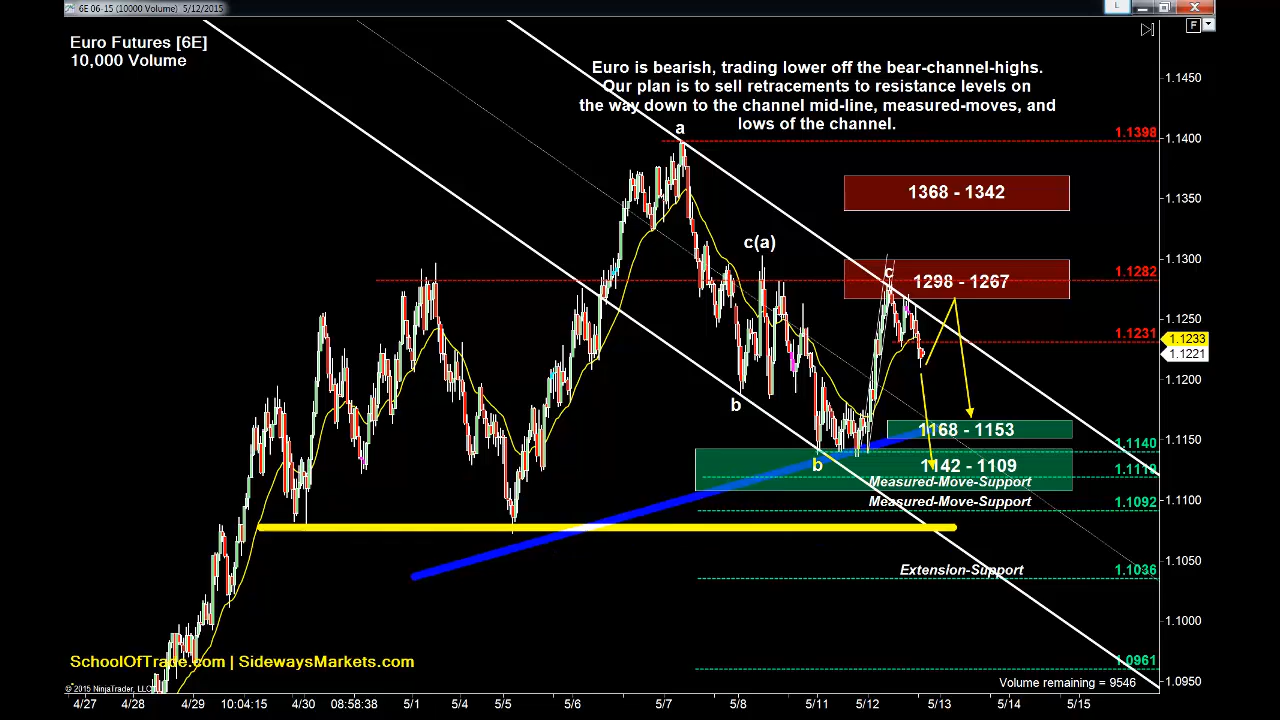 6E 06-15 (10000 Volume)  5/12/2015
L
F
Euro Futures [6E]
10,000 Volume
Euro is bearish, trading lower off the bear-channel-highs.
Our plan is to sell retracements to resistance levels on
the way down to the channel mid-line, measured-moves, and
lows of the channel.
1.1450
a
1.1398
1.1400
1368 - 1342
1.1350
c(a)
1.1300
c
1298 - 1267
1.1282
1.1250
1.1231
1.1233
1.1221
1.1200
b
1168 - 1153
1.1140
1.1150
b
1142 - 1109
1.1119
Measured-Move-Support
Measured-Move-Support
1.1092
1.1100
1.1050
Extension-Support
1.1036
1.1000
SchoolOfTrade.com | SidewaysMarkets.com
1.0961
Volume remaining = 9546
1.0950
© 2015 NinjaTrader, LLC
4/27 4/28 4/29 10:04:15 4/30 08:58:38 5/1 5/4 5/5 5/6 5/7 5/8 5/11 5/12 5/13 5/14 5/15